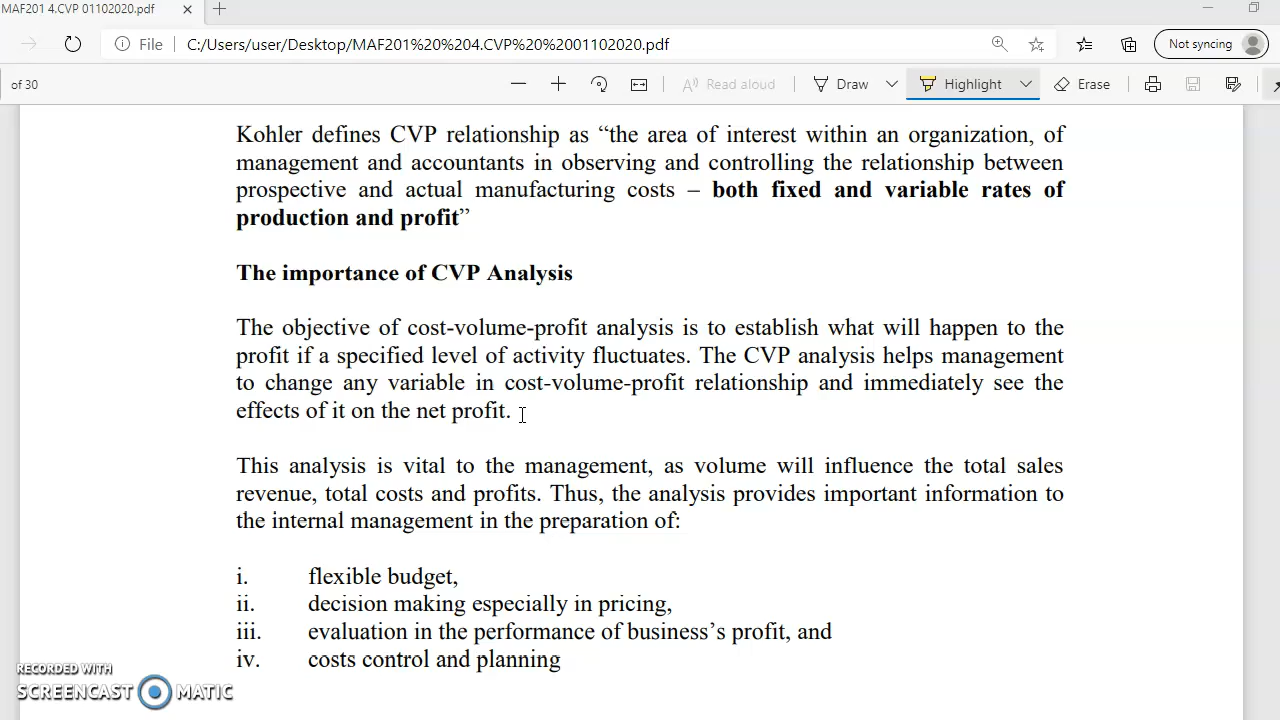 MAF201 4.CVP 01102020.pdf
File C:/Users/user/Desktop/MAF201%20%204.CVP%20%2001102020.pdf Not syncing
of 30 Read aloud Draw Highlight Erase
Kohler defines CVP relationship as “the area of interest within an organization, of
management and accountants in observing and controlling the relationship between
prospective and actual manufacturing costs – both fixed and variable rates of
production and profit”
The importance of CVP Analysis
The objective of cost-volume-profit analysis is to establish what will happen to the
profit if a specified level of activity fluctuates. The CVP analysis helps management
to change any variable in cost-volume-profit relationship and immediately see the
effects of it on the net profit.
This analysis is vital to the management, as volume will influence the total sales
revenue, total costs and profits. Thus, the analysis provides important information to
the internal management in the preparation of:
i. flexible budget,
ii. decision making especially in pricing,
iii. evaluation in the performance of business’s profit, and
iv. costs control and planning
RECORDED WITH
SCREENCAST MATIC